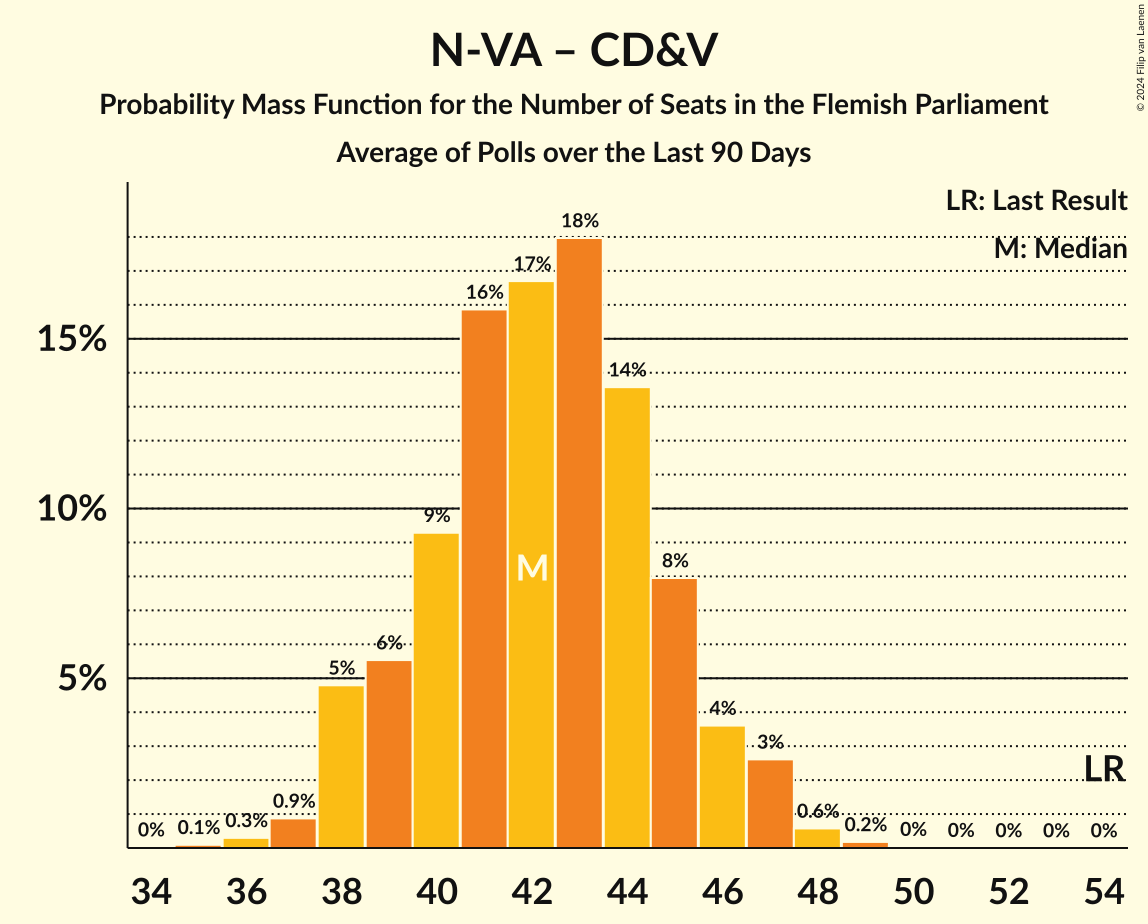 N-VA – CD&V
Probability Mass Function for the Number of Seats in the Flemish Parliament
Average of Polls over the Last 90 Days
© 2024 Filip van Laenen
LR: Last Result
M: Median
18%
17%
16%
15%
14%
10%
9%
M
8%
6%
5%
5%
4%
3%
LR
0% 0.1% 0.3% 0.9% 0.6% 0.2% 0% 0% 0% 0% 0%
34 36 38 40 42 44 46 48 50 52 54